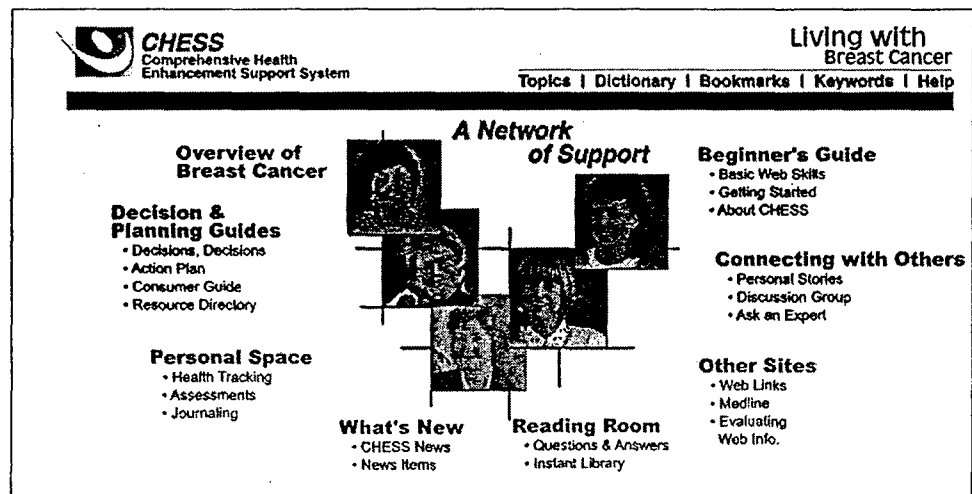 CHESS
Comprehensive Health
Enhancement Support System
Living with
Breast Cancer
Topics | Dictionary | Bookmarks | Keywords | Help
A Network
of Support
Overview of
Breast Cancer
Decision &
Planning Guides
• Decisions, Decisions
• Action Plan
• Consumer Guide
• Resource Directory
Personal Space
• Health Tracking
• Assessments
• Journaling
What's New
• CHESS News
• News Items
Reading Room
• Questions & Answers
• Instant Library
Beginner's Guide
• Basic Web Skills
• Getting Started
• About CHESS
Connecting with Others
• Personal Stories
• Discussion Group
• Ask an Expert
Other Sites
• Web Links
• Medline
• Evaluating
Web Info.